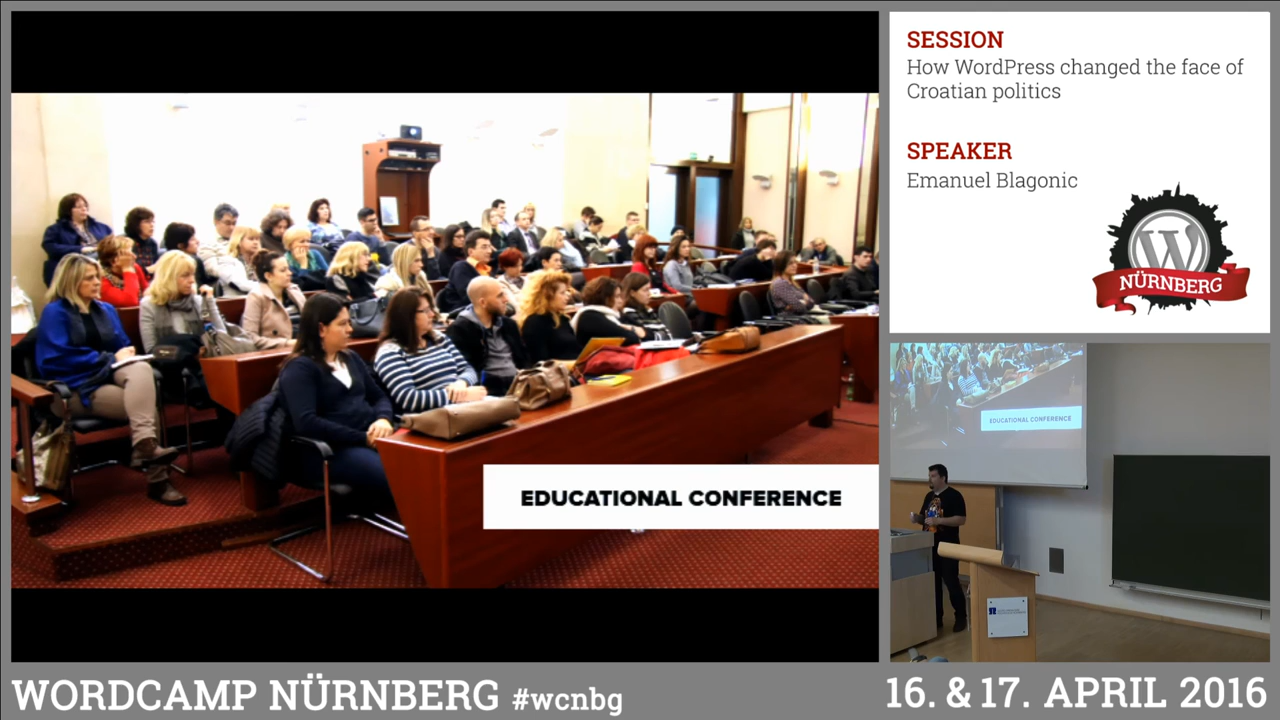 SESSION
How WordPress changed the face of
Croatian politics
SPEAKER
Emanuel Blagonic
NÜRNBERG
EDUCATIONAL CONFERENCE
EDUCATIONAL CONFERENCE
WORDCAMP NÜRNBERG #wcnbg
16. & 17. APRIL 2016